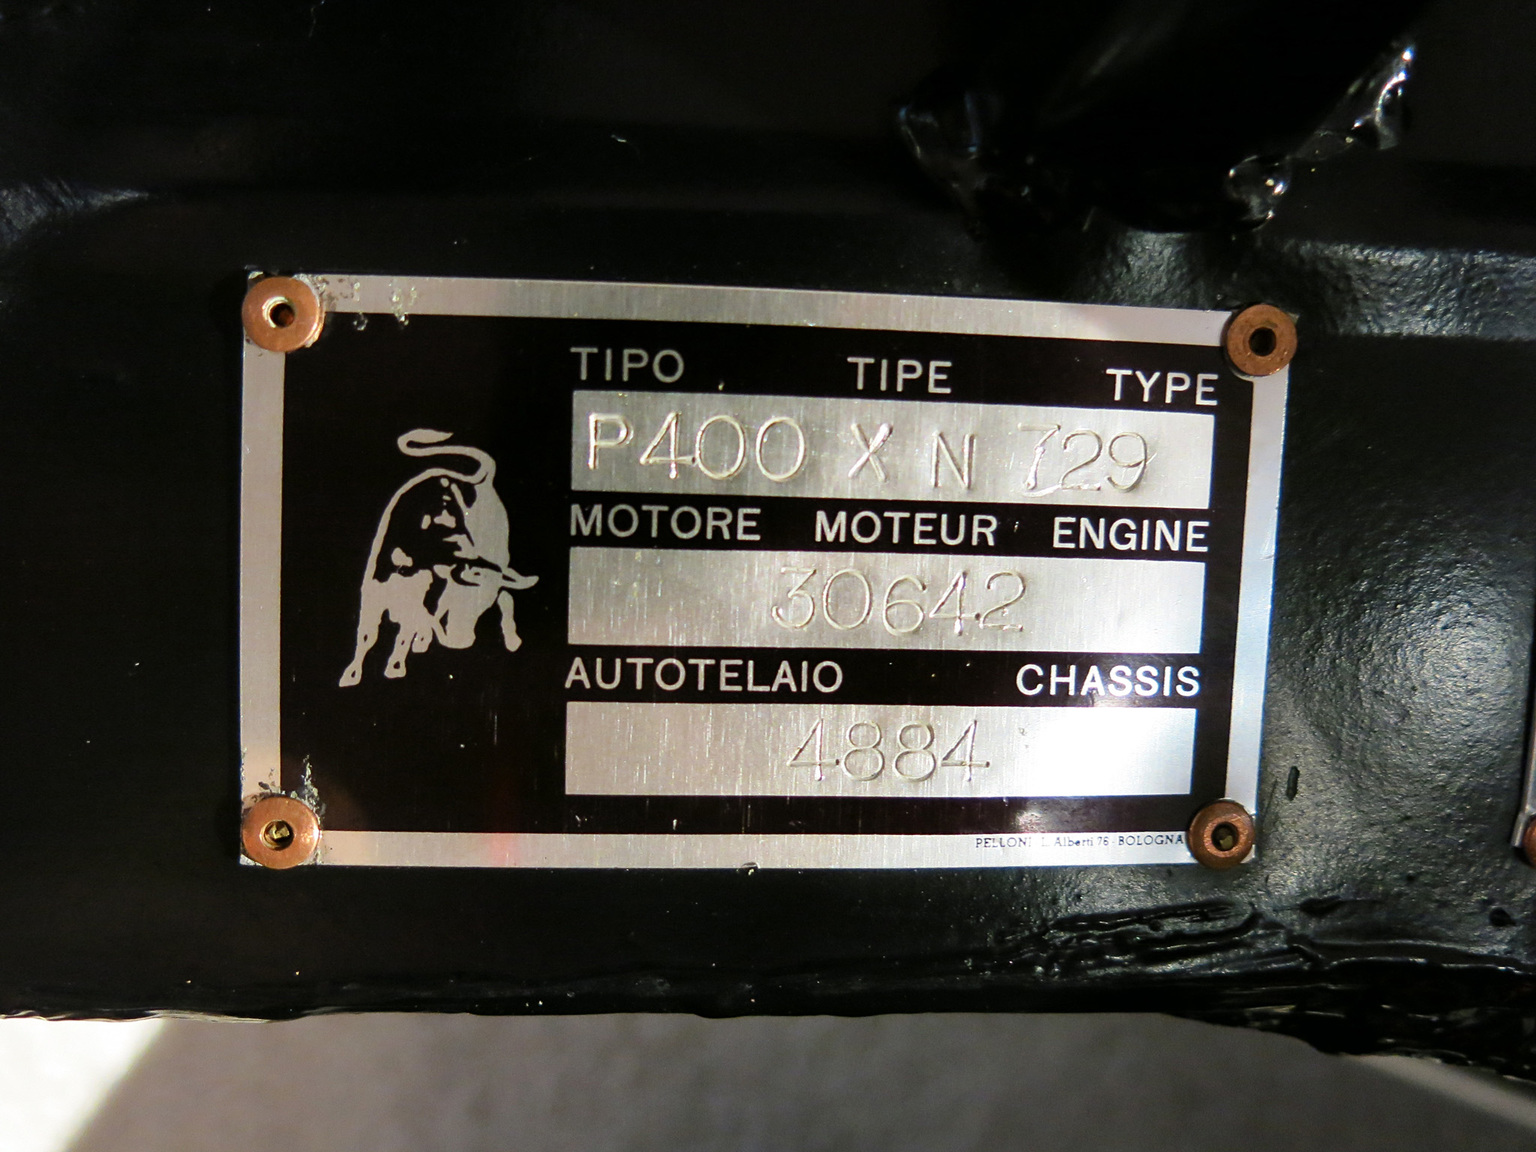 TIPO TIPE TYPE
P400 X N 729
MOTORE MOTEUR ENGINE
30642
AUTOTELAIO CHASSIS
4884
PELLONI L. Alberti 76 - BOLOGNA